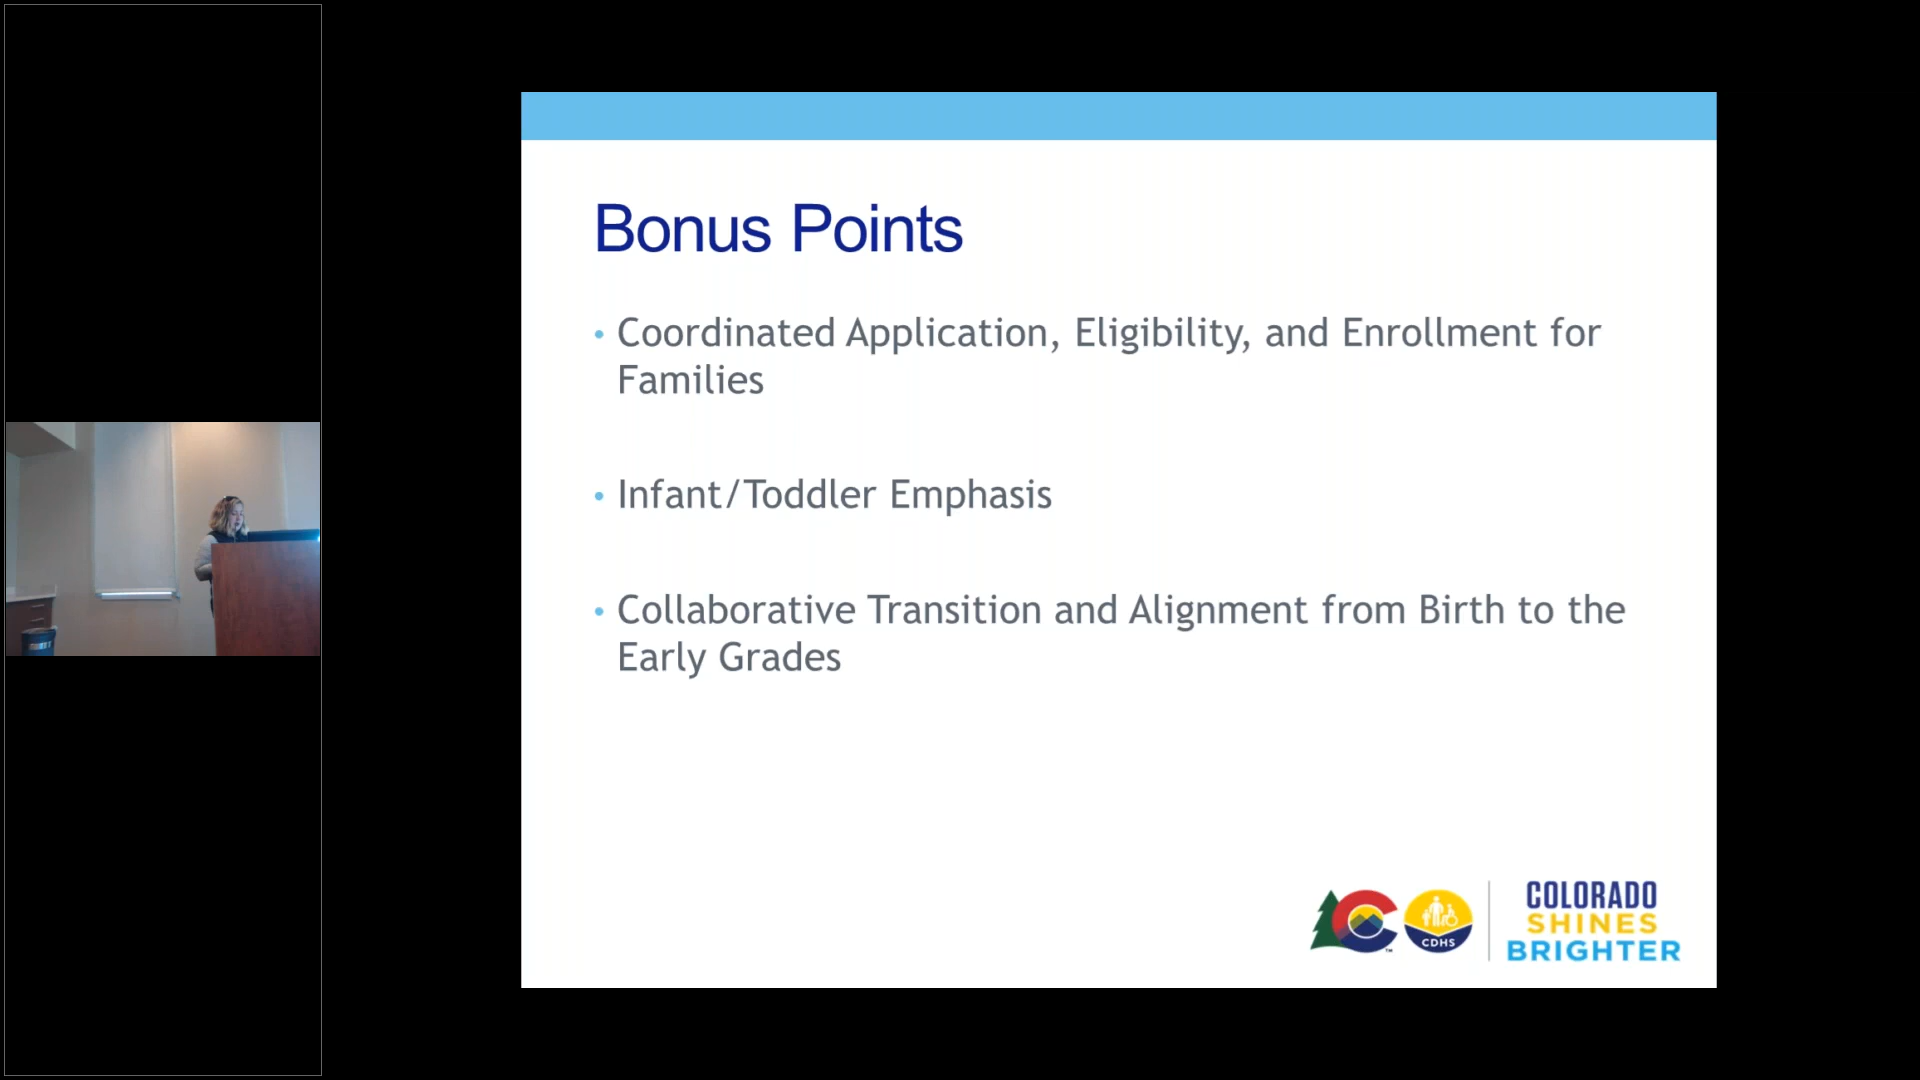 Bonus Points
• Coordinated Application, Eligibility, and Enrollment for
Families
• Infant/Toddler Emphasis
• Collaborative Transition and Alignment from Birth to the
Early Grades
CDHS
COLORADO
SHINES
BRIGHTER